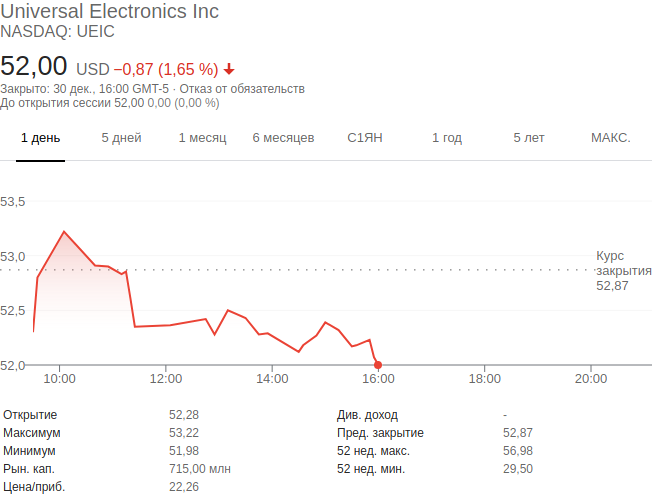 Universal Electronics Inc
NASDAQ: UEIC
52,00 USD −0,87 (1,65 %)
Закрыто: 30 дек., 16:00 GMT-5 · Отказ от обязательств
До открытия сессии 52,00 0,00 (0,00 %)
1 день 5 дней 1 месяц 6 месяцев С1ЯН 1 год 5 лет МАКС.
53,5
53,0
52,5
52,0
Курс
закрытия
52,87
10:00 12:00 14:00 16:00 18:00 20:00
Открытие 52,28 Див. доход -
Максимум 53,22 Пред. закрытие 52,87
Минимум 51,98 52 нед. макс. 56,98
Рын. кап. 715,00 млн 52 нед. мин. 29,50
Цена/приб. 22,26